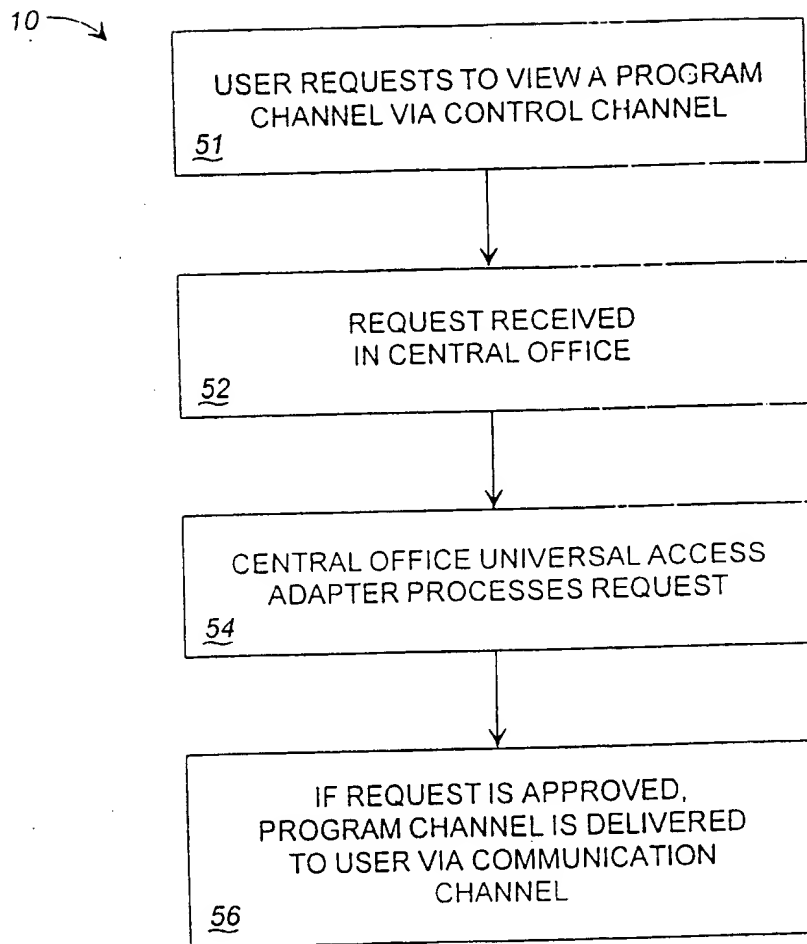 10
USER REQUESTS TO VIEW A PROGRAM
CHANNEL VIA CONTROL CHANNEL
51
REQUEST RECEIVED
IN CENTRAL OFFICE
52
CENTRAL OFFICE UNIVERSAL ACCESS
ADAPTER PROCESSES REQUEST
54
IF REQUEST IS APPROVED,
PROGRAM CHANNEL IS DELIVERED
TO USER VIA COMMUNICATION
CHANNEL
56